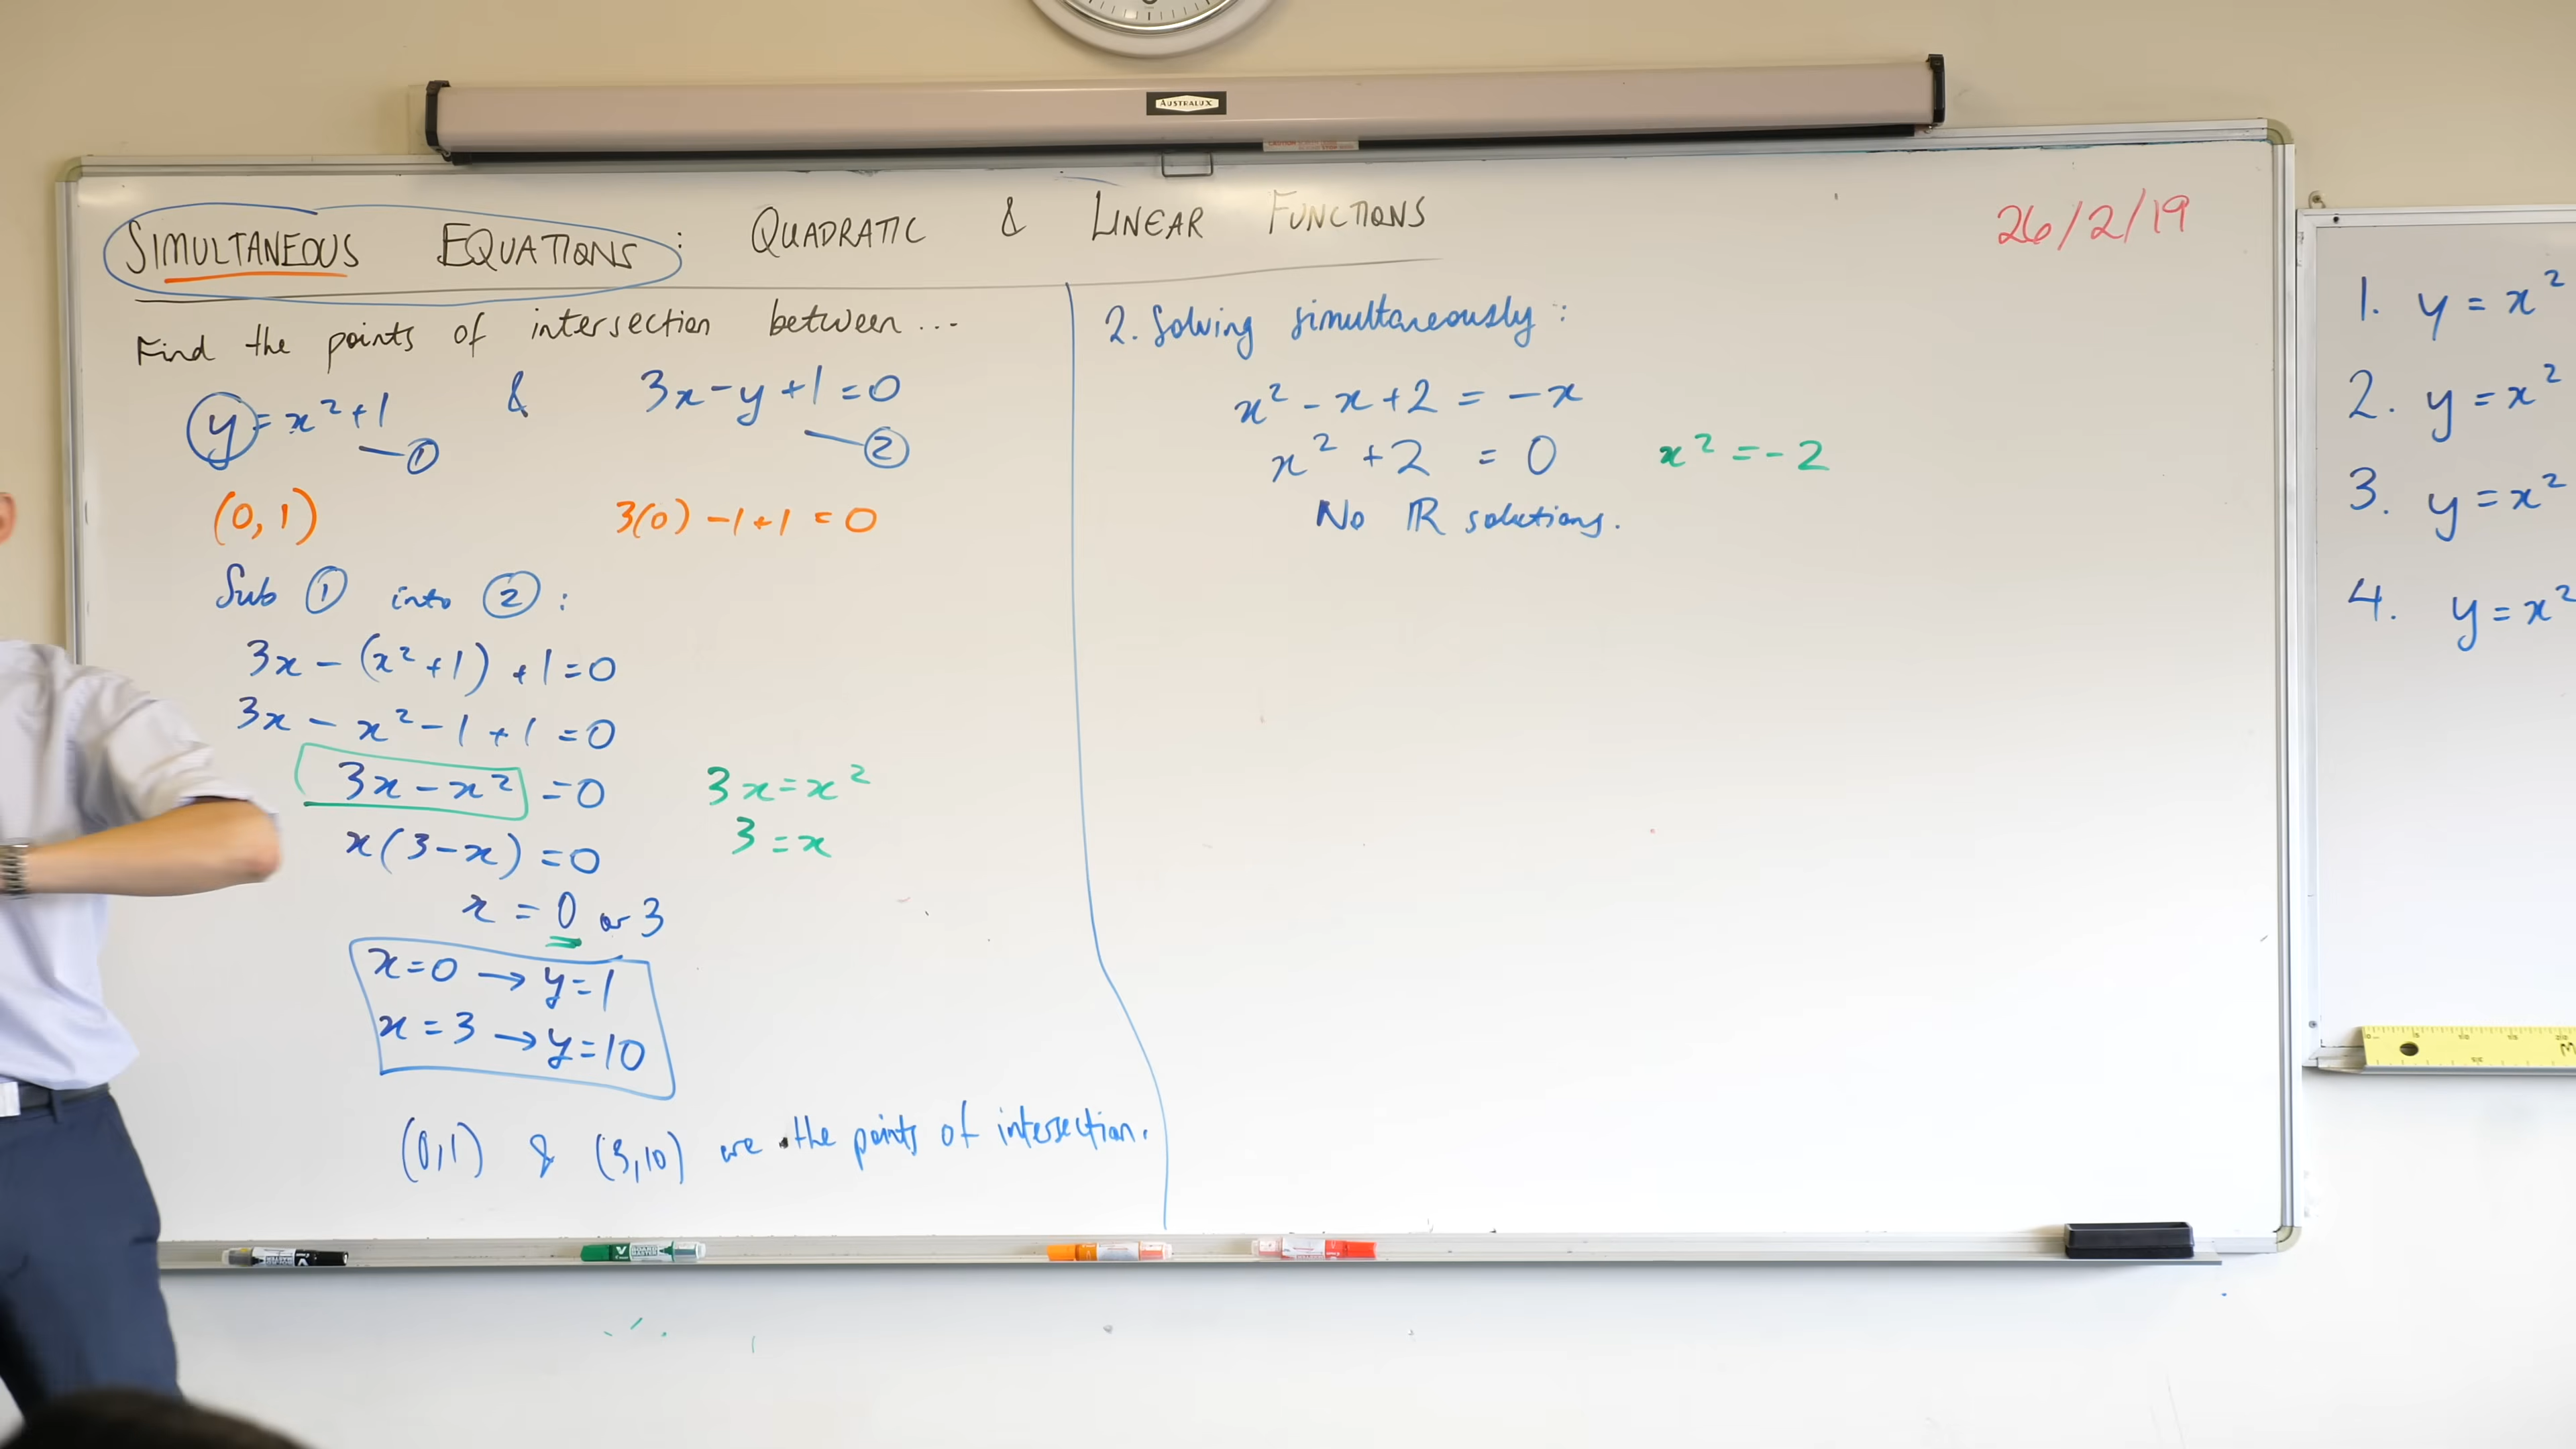 AUSTRALUX
SIMULTANEOUS EQUATIONS: QUADRATIC & LINEAR FUNCTIONS
26/2/19
Find the points of intersection between...
y = x² + 1 & 3x - y + 1 = 0
① ②
(0, 1) 3(0) - 1 + 1 = 0
Sub ① into ②:
3x - (x² + 1) + 1 = 0
3x - x² - 1 + 1 = 0
3x - x² = 0 3x = x²
x(3 - x) = 0 3 = x
x = 0 or 3
x = 0 → y = 1
x = 3 → y = 10
(0,1) & (3,10) are the points of intersection.
2. Solving simultaneously:
x² - x + 2 = -x
x² + 2 = 0 x² = -2
No ℝ solutions.
1. y = x²
2. y = x²
3. y = x²
4. y = x²